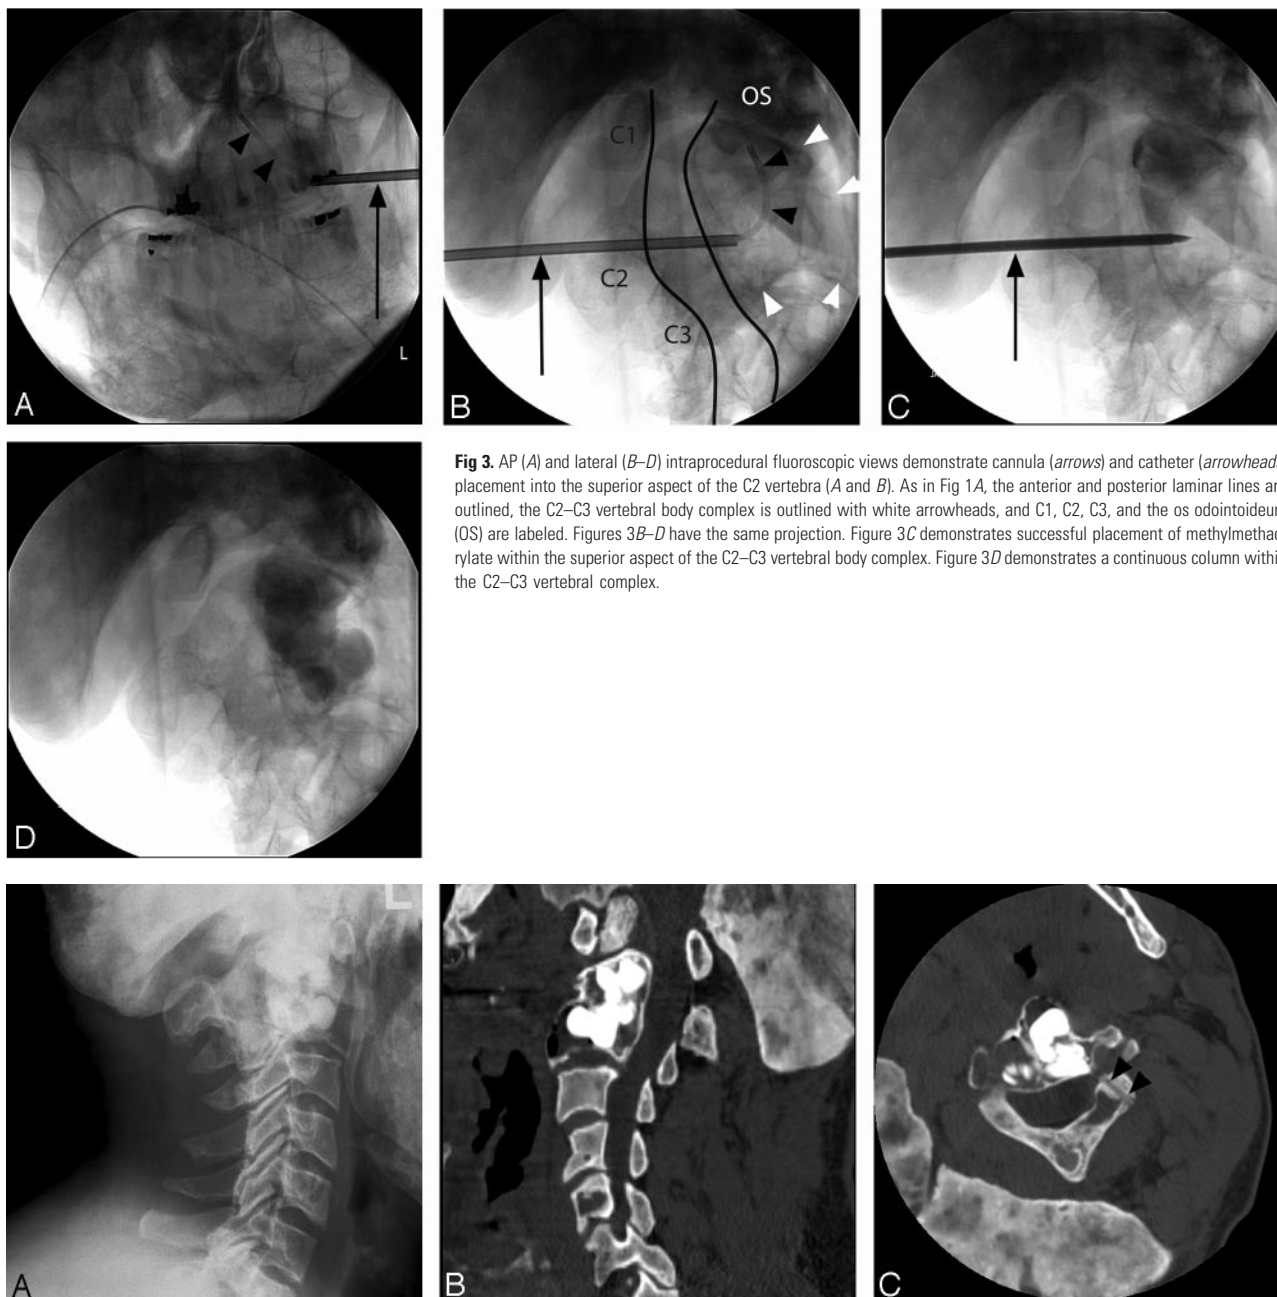 A
L
B
OS
C1
C2
C3
C
D
Fig 3. AP (A) and lateral (B–D) intraprocedural fluoroscopic views demonstrate cannula (arrows) and catheter (arrowhead
placement into the superior aspect of the C2 vertebra (A and B). As in Fig 1A, the anterior and posterior laminar lines ar
outlined, the C2–C3 vertebral body complex is outlined with white arrowheads, and C1, C2, C3, and the os odointoideur
(OS) are labeled. Figures 3B–D have the same projection. Figure 3C demonstrates successful placement of methylmethac
rylate within the superior aspect of the C2–C3 vertebral body complex. Figure 3D demonstrates a continuous column withi
the C2–C3 vertebral complex.
L
A
B
C